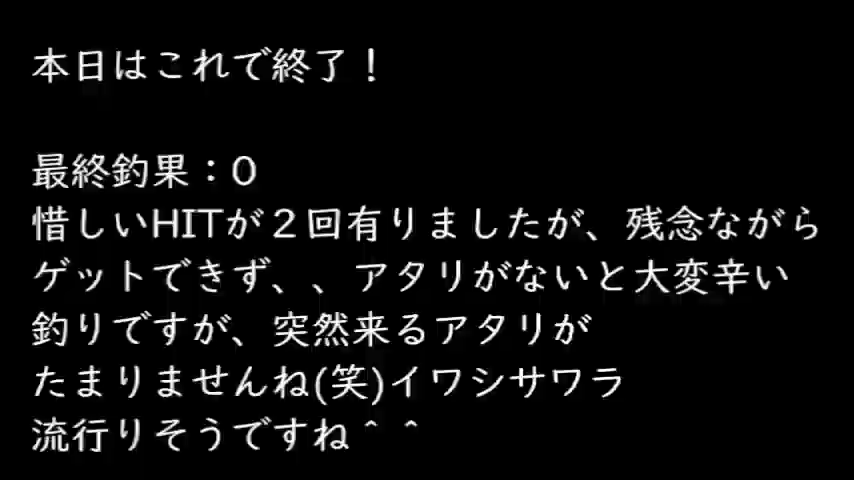 本日はこれで終了！
最終釣果：０
惜しいHITが２回有りましたが、残念ながら
ゲットできず、、アタリがないと大変辛い
釣りですが、突然来るアタリが
たまりませんね(笑)イワシサワラ
流行りそうですね＾＾